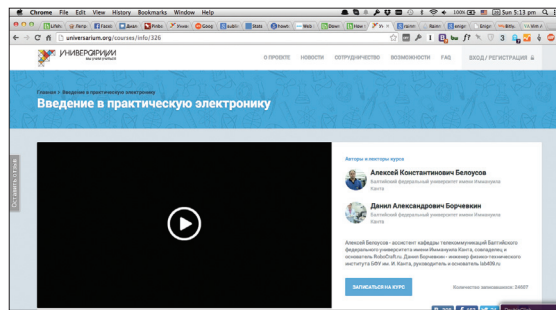 Chrome File Edit View History Bookmarks Window Help
100% Sun 5:13 pm
universarium.org/courses/info/326
УНИВЕРСАРИУМ
О ПРОЕКТЕ НОВОСТИ СОТРУДНИЧЕСТВО ВОЗМОЖНОСТИ FAQ ВХОД / РЕГИСТРАЦИЯ
Главная > Введение в практическую электронику
Введение в практическую электронику
Оставить отзыв
Авторы и лекторы курса
Алексей Константинович Белоусов
Балтийский федеральный университет имени Иммануила
Канта
Данил Александрович Борчевкин
Балтийский федеральный университет имени Иммануила
Канта
Алексей Белоусов - ассистент кафедры телекоммуникаций Балтийского
федерального университета имени Иммануила Канта, совладелец и
основатель RoboCraft.ru. Данил Борчевкин - инженер физико-технического
института БФУ им. И. Канта, руководитель и основатель lab409.ru
ЗАПИСАТЬСЯ НА КУРС
Количество записавшихся: 24607